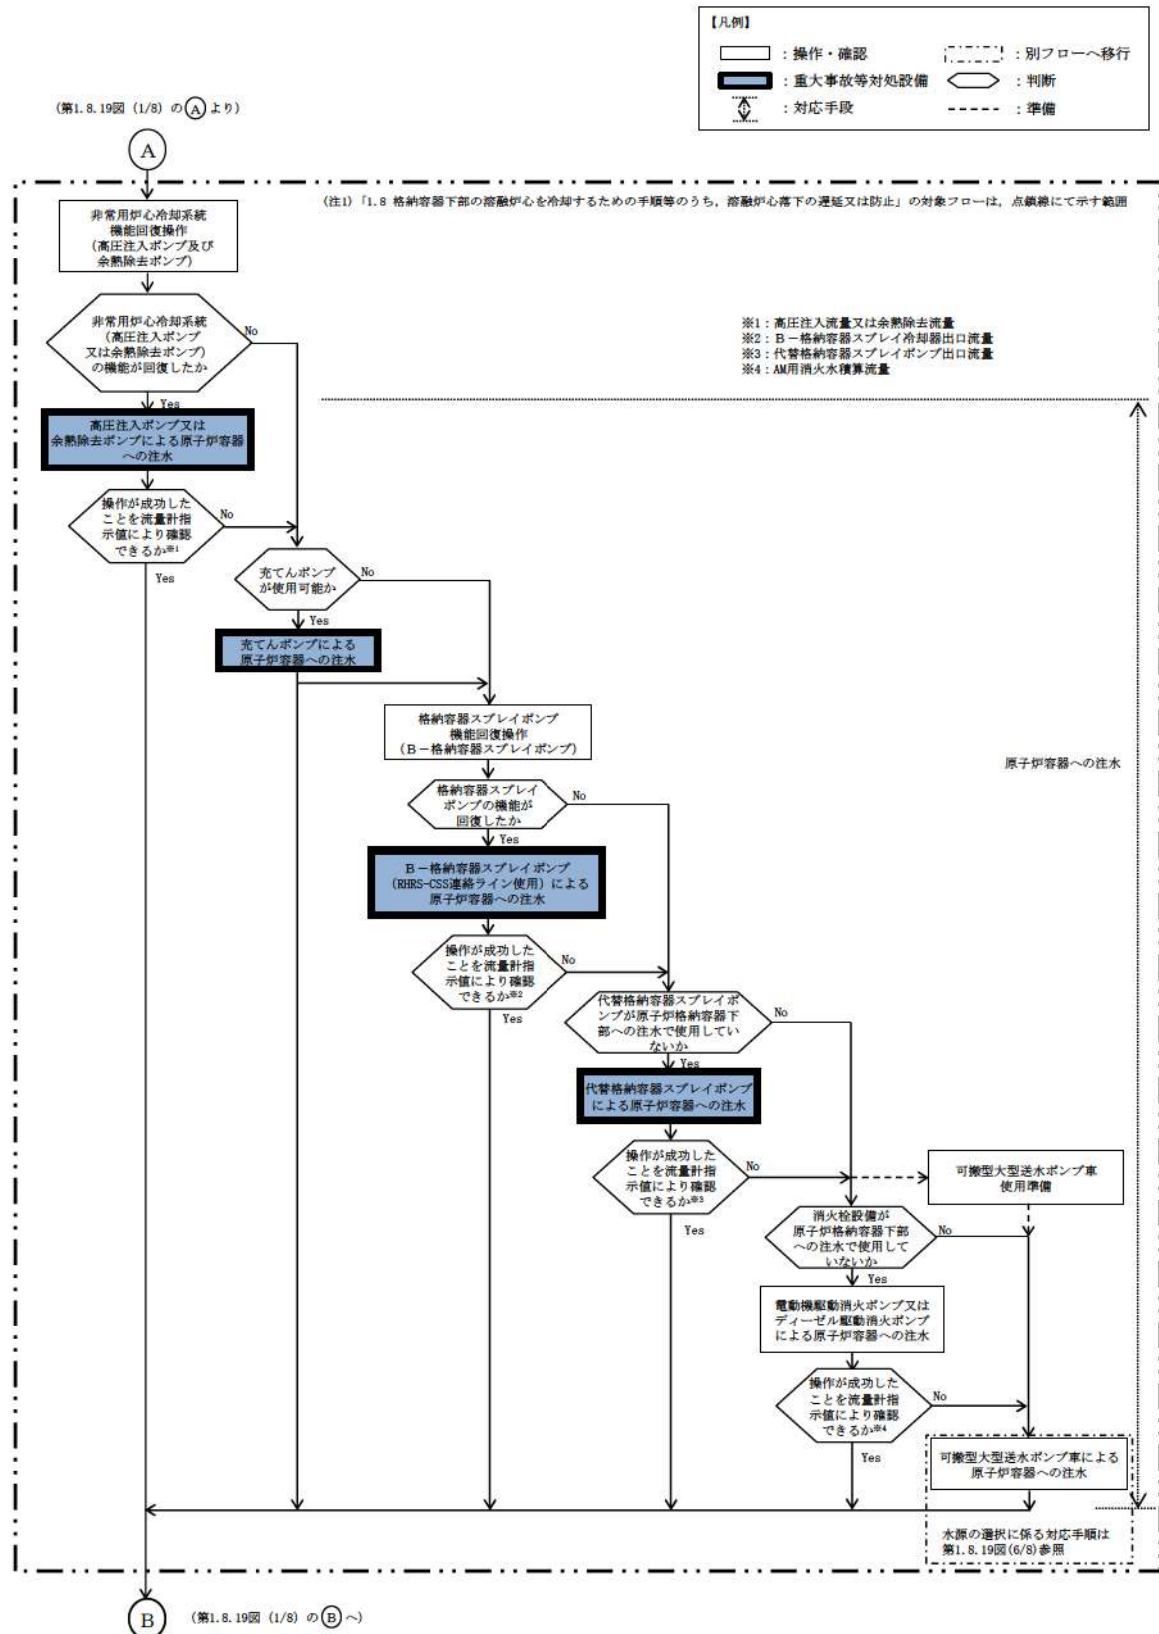 【凡例】
：操作・確認
：別フローへ移行
：重大事故等対処設備
：判断
：対応手段
：準備
(第1.8.19図 (1/8) の Ⓐ より)
A
(注1)「1.8 格納容器下部の溶融炉心を冷却するための手順等のうち，溶融炉心落下の遅延又は防止」の対象フローは，点鎖線にて示す範囲
非常用炉心冷却系統
機能回復操作
（高圧注入ポンプ及び
余熱除去ポンプ）
非常用炉心冷却系統
（高圧注入ポンプ
又は余熱除去ポンプ）
の機能が回復したか
No
Yes
※1：高圧注入流量又は余熱除去流量
※2：B－格納容器スプレイ冷却器出口流量
※3：代替格納容器スプレイポンプ出口流量
※4：AM用消火水積算流量
高圧注入ポンプ又は
余熱除去ポンプによる原子炉容器
への注水
操作が成功した
ことを流量計指
示値により確認
できるか※1
No
Yes
充てんポンプ
が使用可能か
No
Yes
充てんポンプによる
原子炉容器への注水
格納容器スプレイポンプ
機能回復操作
（B－格納容器スプレイポンプ）
原子炉容器への注水
格納容器スプレイ
ポンプの機能が
回復したか
No
Yes
B－格納容器スプレイポンプ
（RHRS-CSS連絡ライン使用）による
原子炉容器への注水
操作が成功した
ことを流量計指
示値により確認
できるか※2
No
Yes
代替格納容器スプレイポ
ンプが原子炉格納容器下
部への注水で使用してい
ないか
No
Yes
代替格納容器スプレイポンプ
による原子炉容器への注水
操作が成功した
ことを流量計指
示値により確認
できるか※3
No
Yes
可搬型大型送水ポンプ車
使用準備
消火栓設備が
原子炉格納容器下部
への注水で使用して
いないか
No
Yes
電動機駆動消火ポンプ又は
ディーゼル駆動消火ポンプ
による原子炉容器への注水
操作が成功した
ことを流量計指
示値により確認
できるか※4
No
Yes
可搬型大型送水ポンプ車による
原子炉容器への注水
水源の選択に係る対応手順は
第1.8.19図(6/8)参照
B
(第1.8.19図 (1/8) の Ⓑ へ)